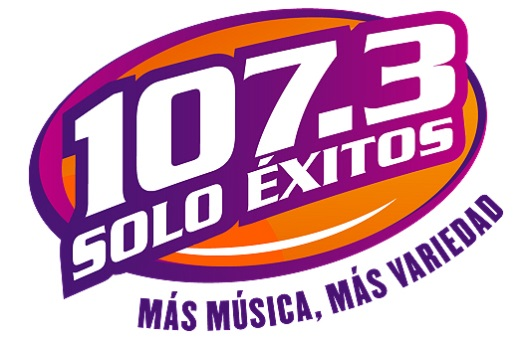 107.3
SOLO ÉXITOS
MÁS MÚSICA, MÁS VARIEDAD